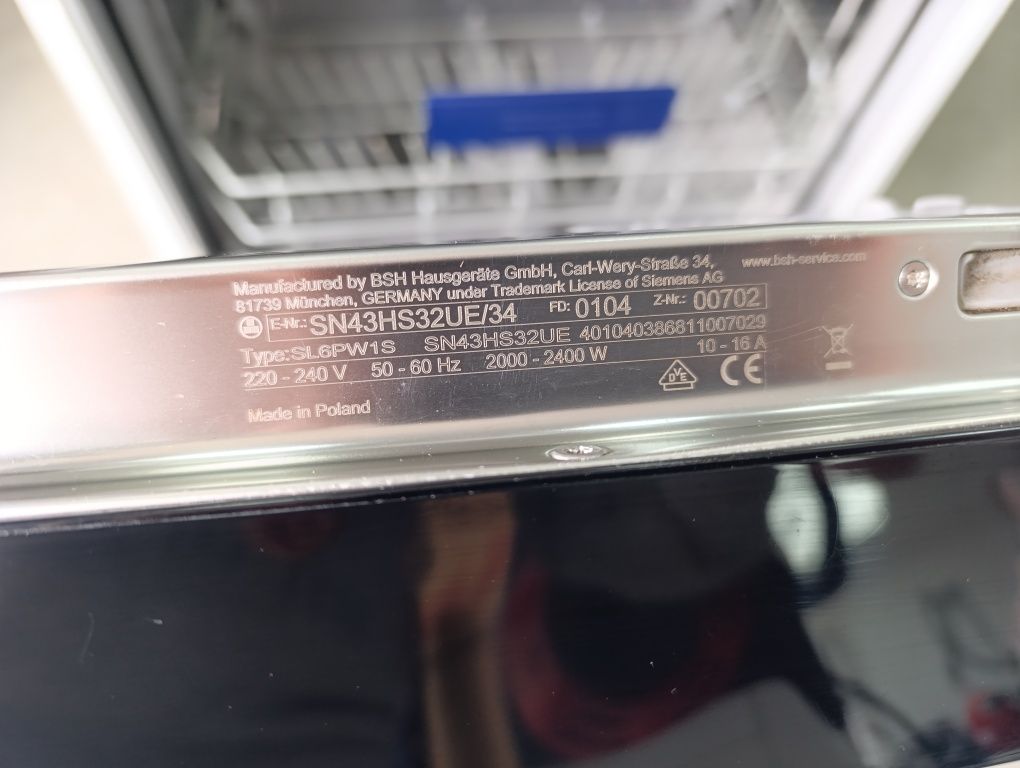 Manufactured by BSH Hausgeräte GmbH, Carl-Wery-Straße 34,
81739 München, GERMANY under Trademark License of Siemens AG
www.bsh-service.com
E-Nr.: SN43HS32UE/34 FD: 0104 Z-Nr.: 00702
Type:SL6PW1S SN43HS32UE 401040386811007029
220 - 240 V 50 - 60 Hz 2000 - 2400 W 10 - 16 A
DVE CE
Made in Poland